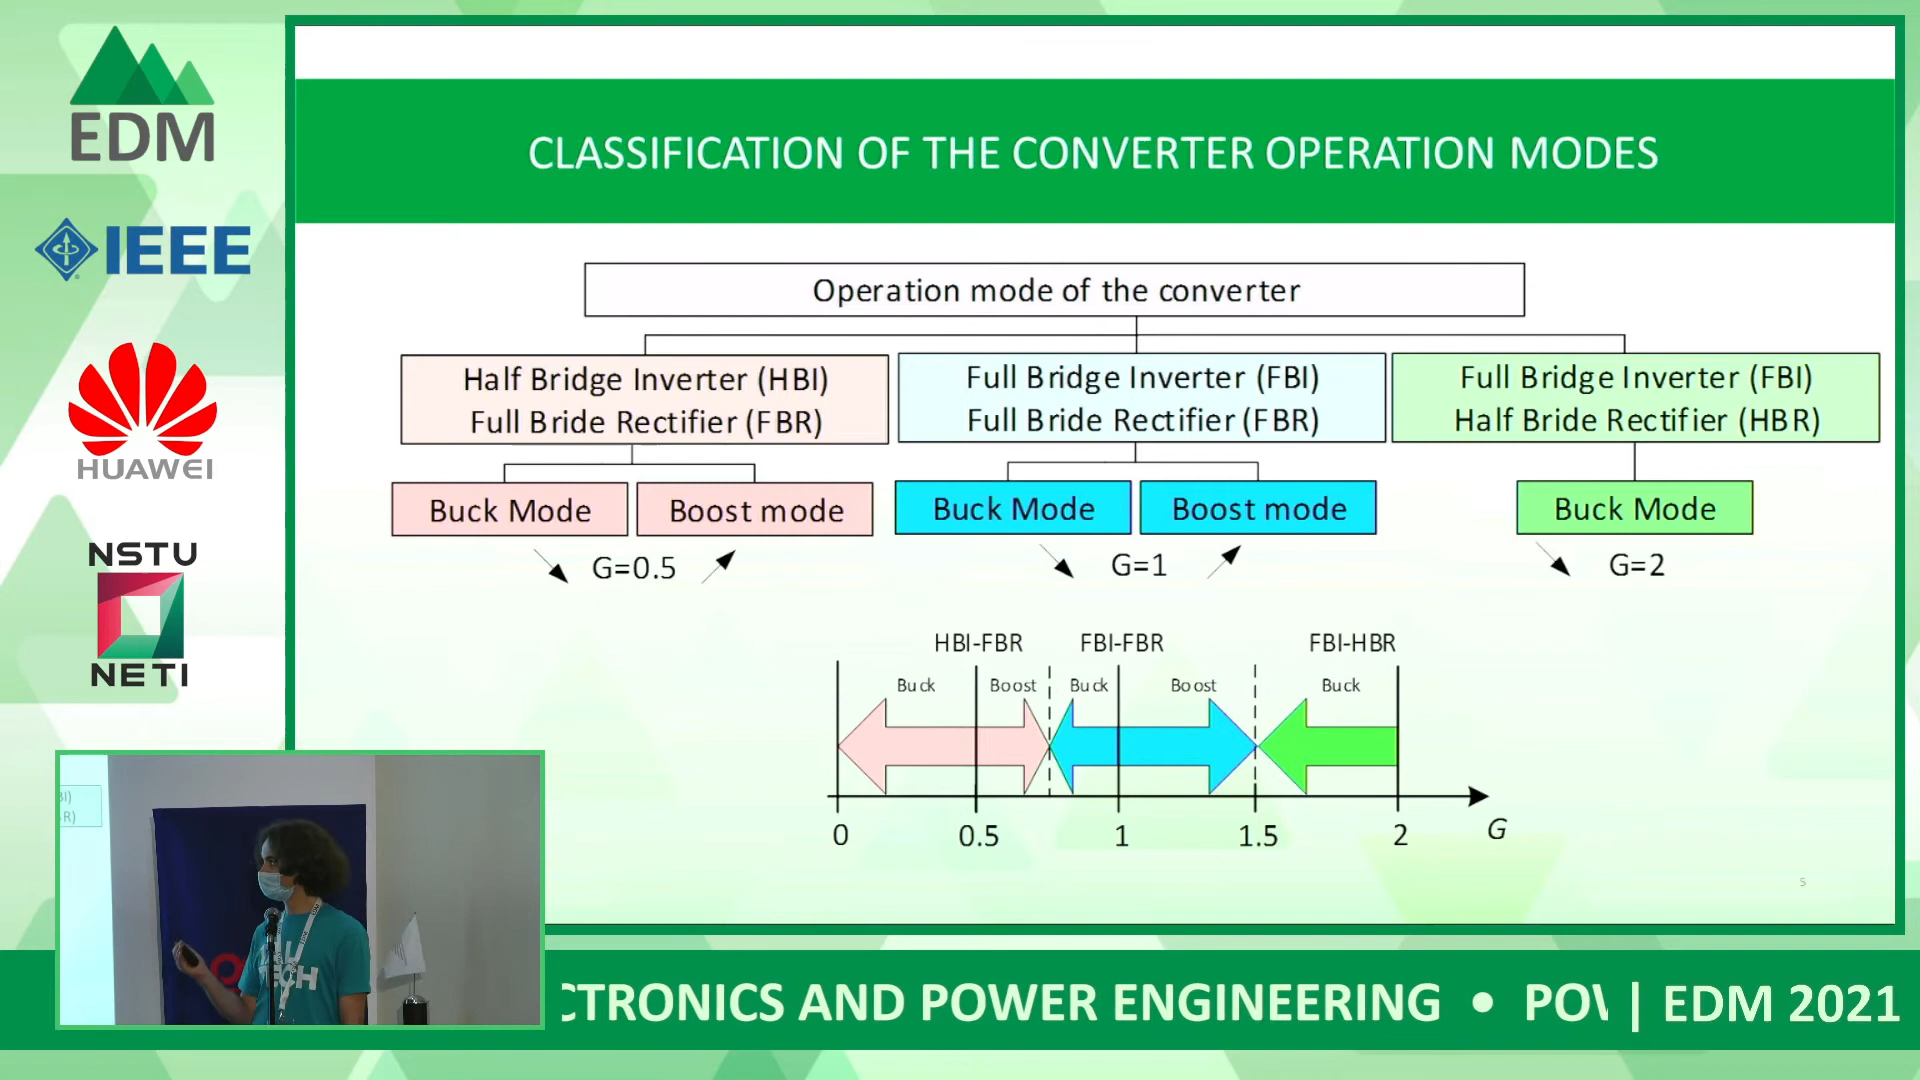 EDM
IEEE
HUAWEI
NSTU
NETI
CLASSIFICATION OF THE CONVERTER OPERATION MODES
Operation mode of the converter
Half Bridge Inverter (HBI)
Full Bride Rectifier (FBR)
Full Bridge Inverter (FBI)
Full Bride Rectifier (FBR)
Full Bridge Inverter (FBI)
Half Bride Rectifier (HBR)
Buck Mode
Boost mode
Buck Mode
Boost mode
Buck Mode
G=0.5
G=1
G=2
HBI-FBR
FBI-FBR
FBI-HBR
Buck
Boost
Buck
Boost
Buck
0
0.5
1
1.5
2
G
5
BI)
R)
CTRONICS AND POWER ENGINEERING • POV | EDM 2021